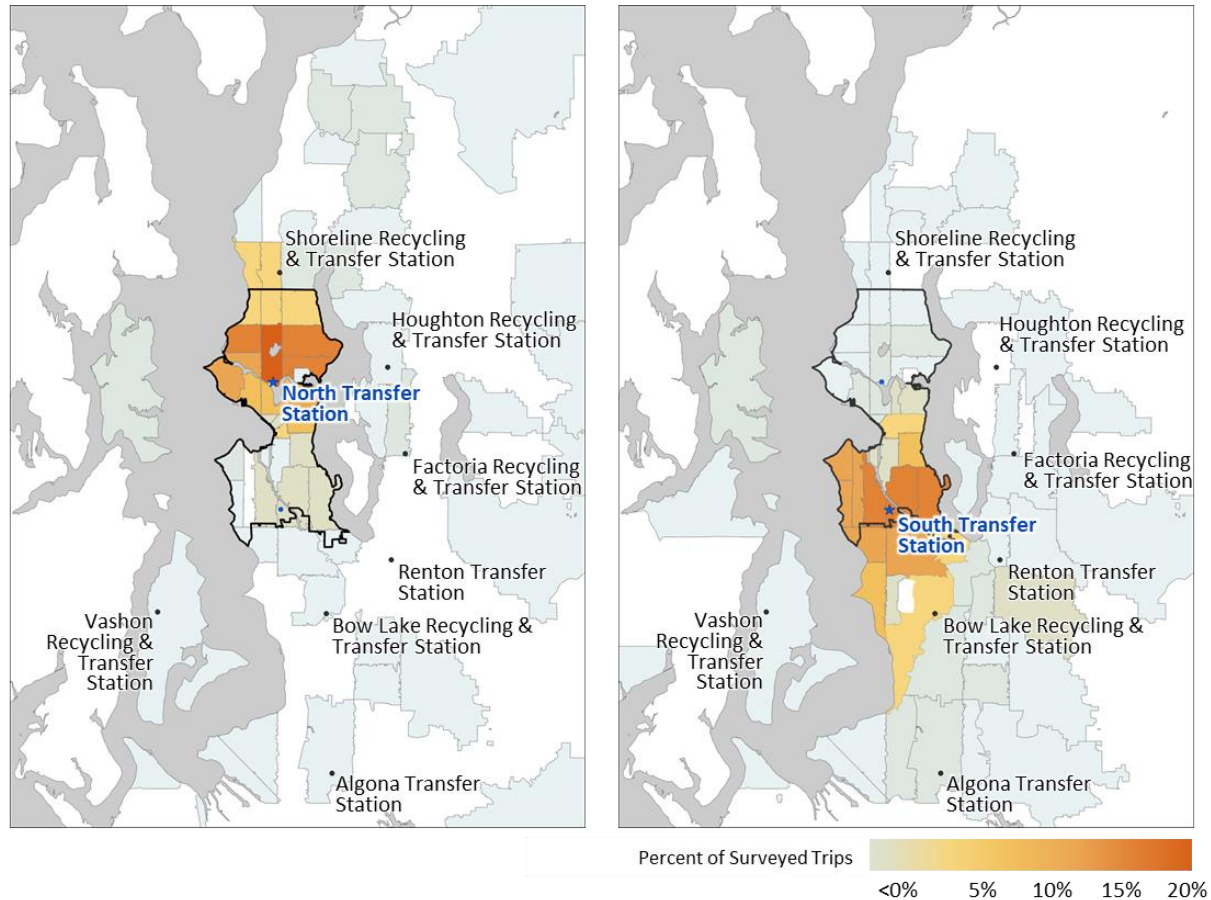 Shoreline Recycling
& Transfer Station
Houghton Recycling
& Transfer Station
North Transfer
Station
Factoria Recycling
& Transfer Station
Renton Transfer
Station
Vashon
Recycling &
Transfer
Station
Bow Lake Recycling &
Transfer Station
Algona Transfer
Station
Shoreline Recycling
& Transfer Station
Houghton Recycling
& Transfer Station
Factoria Recycling
& Transfer Station
South Transfer
Station
Renton Transfer
Station
Vashon
Recycling &
Transfer
Station
Bow Lake Recycling &
Transfer Station
Algona Transfer
Station
Percent of Surveyed Trips
<0% 5% 10% 15% 20%